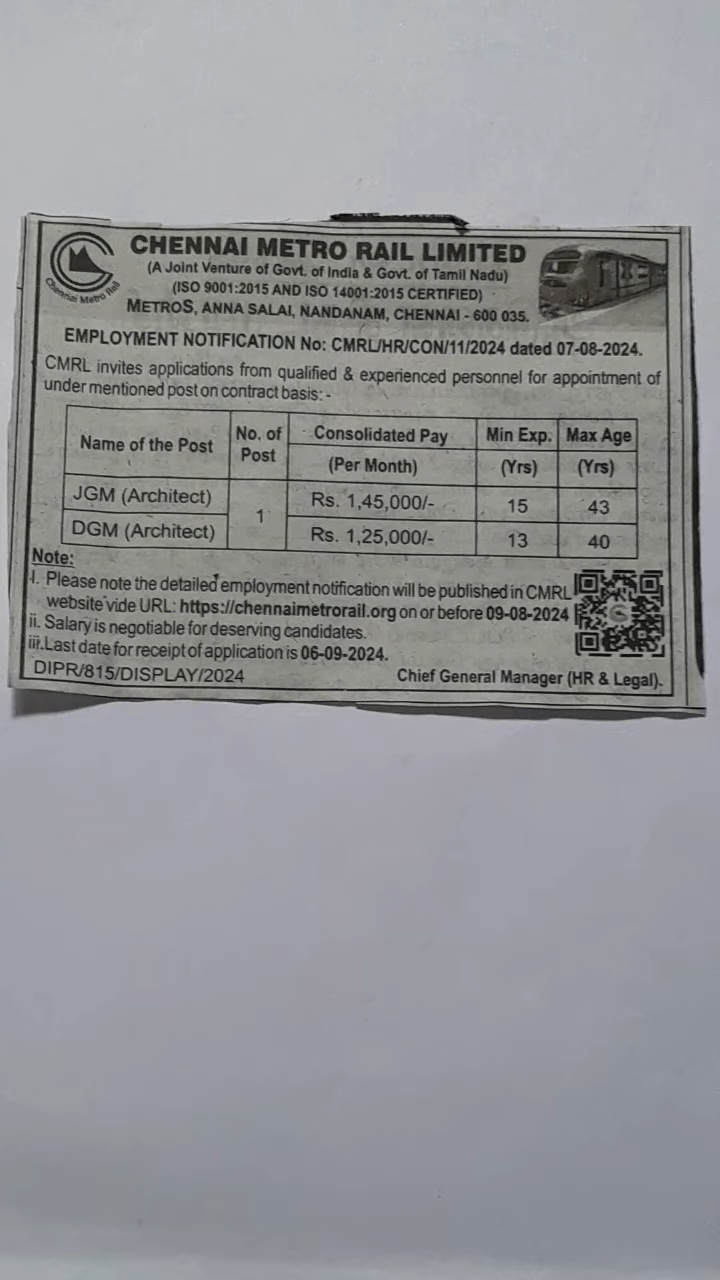 CHENNAI METRO RAIL LIMITED
(A Joint Venture of Govt. of India & Govt. of Tamil Nadu)
(ISO 9001:2015 AND ISO 14001:2015 CERTIFIED)
METROS, ANNA SALAI, NANDANAM, CHENNAI - 600 035.
Chennai Metro Rail
EMPLOYMENT NOTIFICATION No: CMRL/HR/CON/11/2024 dated 07-08-2024.
CMRL invites applications from qualified & experienced personnel for appointment of
under mentioned post on contract basis: -
Name of the Post No. of Post Consolidated Pay (Per Month) Min Exp. (Yrs) Max Age (Yrs)
JGM (Architect) 1 Rs. 1,45,000/- 15 43
DGM (Architect) Rs. 1,25,000/- 13 40
Note:
i. Please note the detailed employment notification will be published in CMRL
website vide URL: https://chennaimetrorail.org on or before 09-08-2024
ii. Salary is negotiable for deserving candidates.
iii. Last date for receipt of application is 06-09-2024.
DIPR/815/DISPLAY/2024 Chief General Manager (HR & Legal).